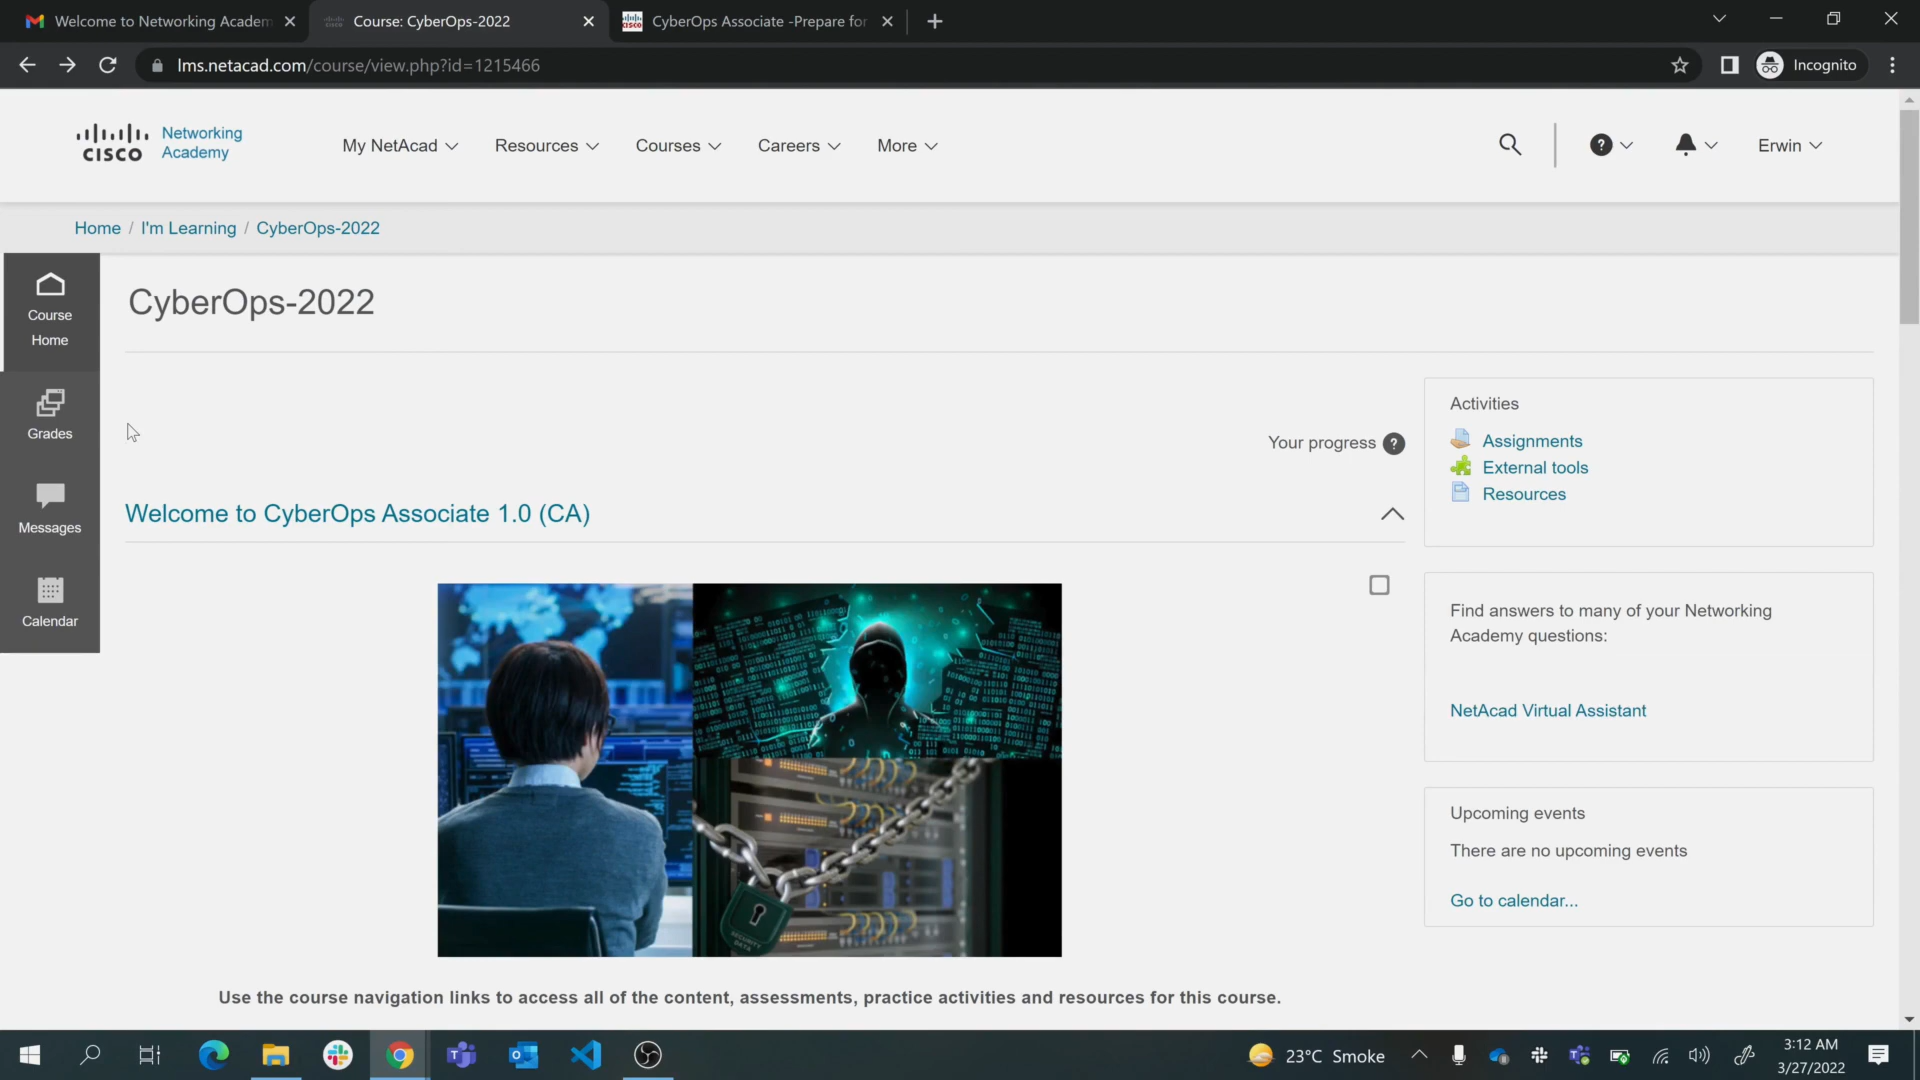 Welcome to Networking Academ
Course: CyberOps-2022
CyberOps Associate -Prepare for
lms.netacad.com/course/view.php?id=1215466
Incognito
CISCO
Networking
Academy
My NetAcad
Resources
Courses
Careers
More
?
Erwin
Home / I'm Learning / CyberOps-2022
Course
Home
Grades
Messages
Calendar
CyberOps-2022
Your progress ?
Welcome to CyberOps Associate 1.0 (CA)
SECURITY
DATA
Use the course navigation links to access all of the content, assessments, practice activities and resources for this course.
Activities
Assignments
External tools
Resources
Find answers to many of your Networking
Academy questions:
NetAcad Virtual Assistant
Upcoming events
There are no upcoming events
Go to calendar...
23°C Smoke
3:12 AM
3/27/2022